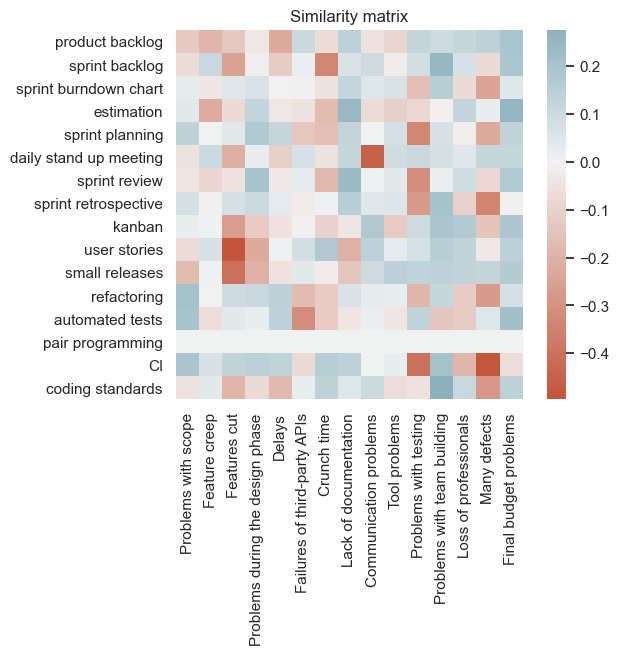 Similarity matrix
product backlog
sprint backlog
sprint burndown chart
estimation
sprint planning
daily stand up meeting
sprint review
sprint retrospective
kanban
user stories
small releases
refactoring
automated tests
pair programming
CI
coding standards
Problems with scope
Feature creep
Features cut
Problems during the design phase
Delays
Failures of third-party APIs
Crunch time
Lack of documentation
Communication problems
Tool problems
Problems with testing
Problems with team building
Loss of professionals
Many defects
Final budget problems
0.2
0.1
0.0
−0.1
−0.2
−0.3
−0.4